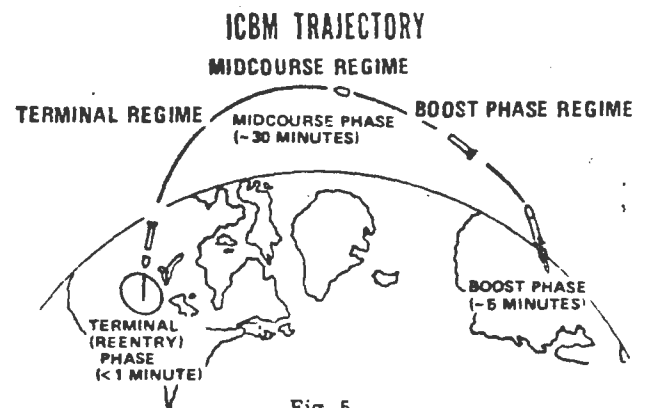 ICBM TRAJECTORY
MIDCOURSE REGIME
TERMINAL REGIME
BOOST PHASE REGIME
MIDCOURSE PHASE
(~30 MINUTES)
BOOST PHASE
(~5 MINUTES)
TERMINAL
(REENTRY)
PHASE
(<1 MINUTE)
Fig. 5